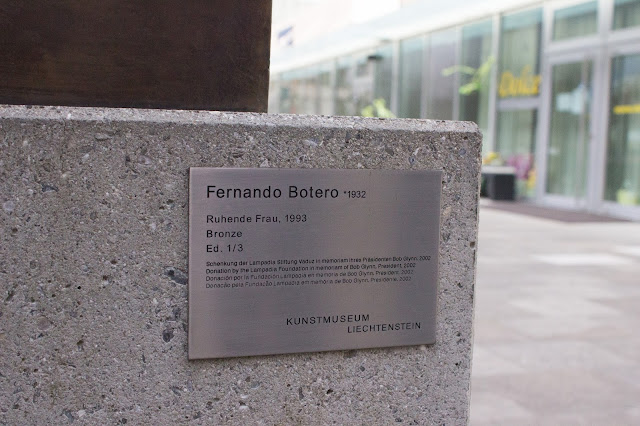 Fernando Botero *1932
Ruhende Frau, 1993
Bronze
Ed. 1/3
Schenkung der Lampadia Stiftung Vaduz in memoriam ihres Präsidenten Bob Glynn, 2002
Donation by the Lampadia Foundation in memoriam of Bob Glynn, President, 2002
Donación por la Fundación Lampadia en memoria de Bob Glynn, President, 2002
Donação pela Fundação Lampadia em memória de Bob Glynn, Presidente, 2002
KUNSTMUSEUM
LIECHTENSTEIN